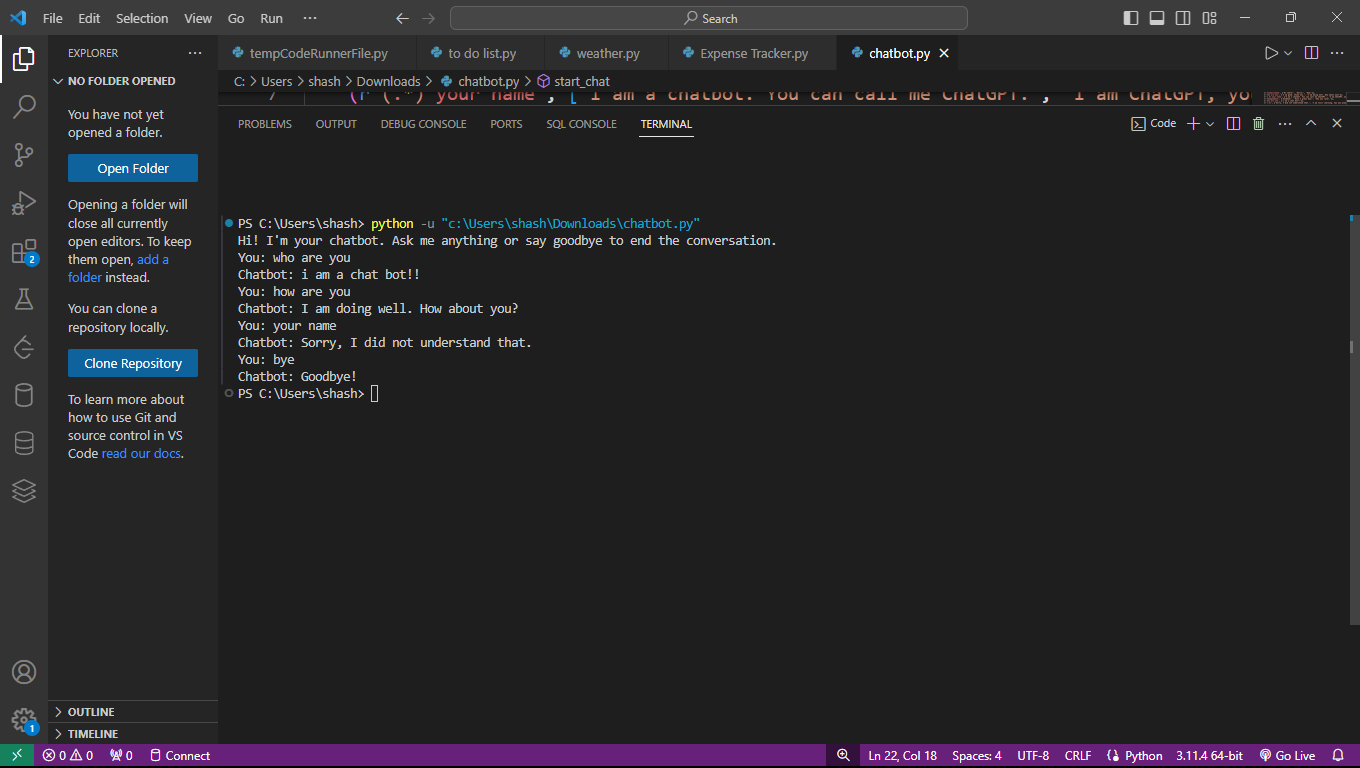 File Edit Selection View Go Run ··· Search
EXPLORER ···
NO FOLDER OPENED
You have not yet
opened a folder.
Open Folder
Opening a folder will
close all currently
open editors. To keep
them open, add a
folder instead.
You can clone a
repository locally.
Clone Repository
To learn more about
how to use Git and
source control in VS
Code read our docs.
OUTLINE
TIMELINE
2
1
tempCodeRunnerFile.py to do list.py weather.py Expense Tracker.py chatbot.py
C: > Users > shash > Downloads > chatbot.py > start_chat
7 (r"(.*) your name", ["I am a chatbot. You can call me ChatGPT.", "I am ChatGPT, yo
PROBLEMS OUTPUT DEBUG CONSOLE PORTS SQL CONSOLE TERMINAL Code
PS C:\Users\shash> python -u "c:\Users\shash\Downloads\chatbot.py"
Hi! I'm your chatbot. Ask me anything or say goodbye to end the conversation.
You: who are you
Chatbot: i am a chat bot!!
You: how are you
Chatbot: I am doing well. How about you?
You: your name
Chatbot: Sorry, I did not understand that.
You: bye
Chatbot: Goodbye!
PS C:\Users\shash>
0 0 0 Connect Ln 22, Col 18 Spaces: 4 UTF-8 CRLF Python 3.11.4 64-bit Go Live